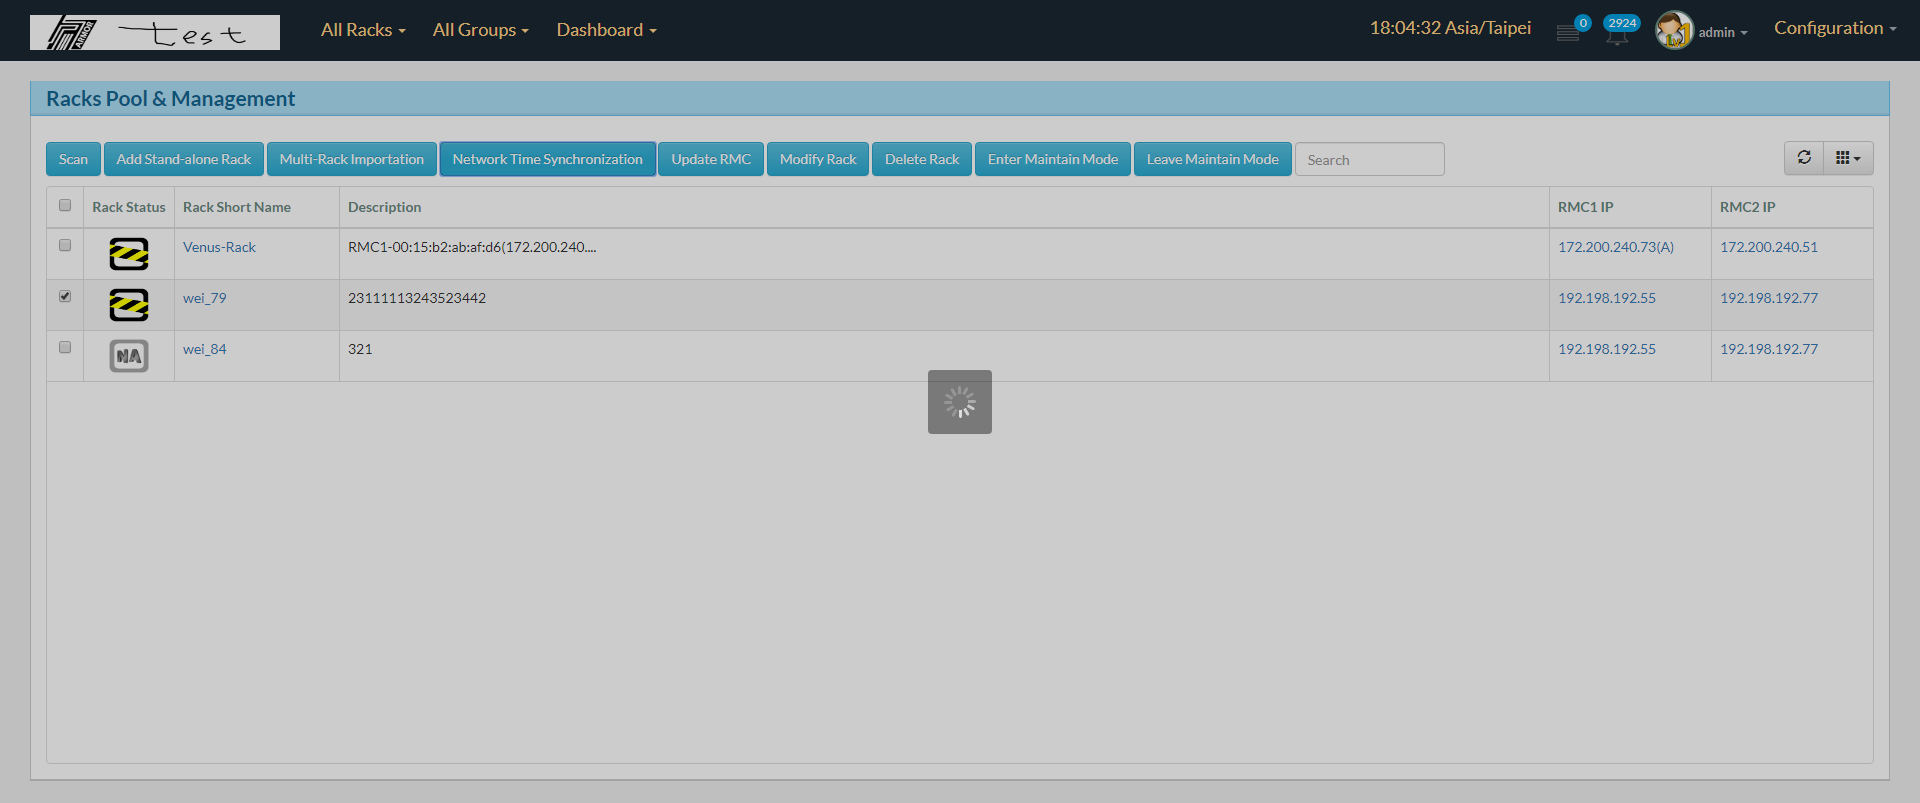 ARMOR test All Racks All Groups Dashboard 18:04:32 Asia/Taipei 0 2924 admin Configuration
Racks Pool & Management
Scan Add Stand-alone Rack Multi-Rack Importation Network Time Synchronization Update RMC Modify Rack Delete Rack Enter Maintain Mode Leave Maintain Mode Search
Rack Status Rack Short Name Description RMC1 IP RMC2 IP
Venus-Rack RMC1-00:15:b2:ab:af:d6(172.200.240.... 172.200.240.73(A) 172.200.240.51
wei_79 23111113243523442 192.198.192.55 192.198.192.77
NA wei_84 321 192.198.192.55 192.198.192.77